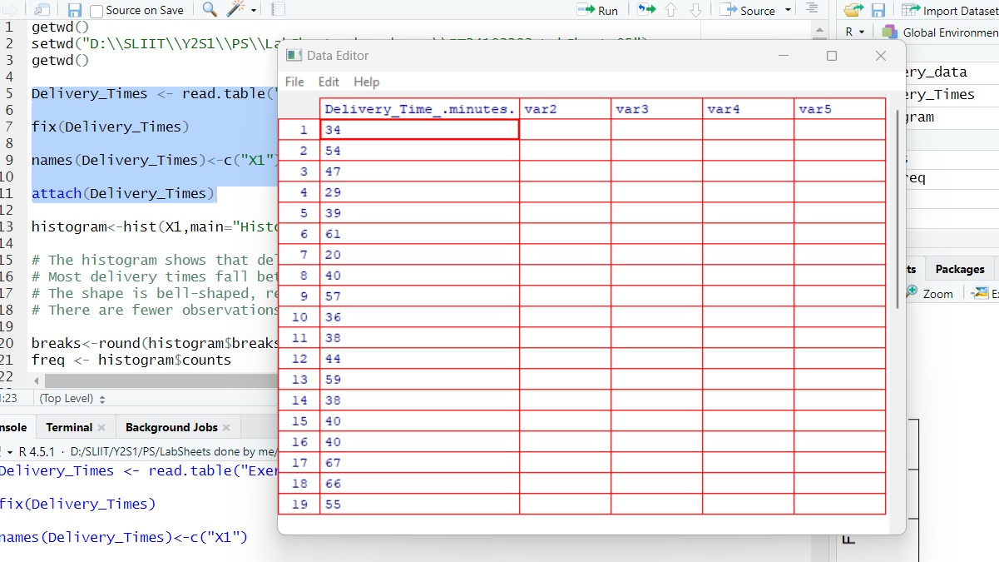 Source on Save
Run
Source
Import Dataset
1 getwd()
2 setwd("D:\\SLIIT\\Y2S1\\PS\\
3 getwd()
4
5 Delivery_Times <- read.table(
6
7 fix(Delivery_Times)
8
9 names(Delivery_Times)<-c("X1"
10
11 attach(Delivery_Times)
12
13 histogram<-hist(X1,main="Histo
14
15 # The histogram shows that
16 # Most delivery times fall
17 # The shape is bell-shaped,
18 # There are fewer observations
19
20 breaks<-round(histogram$breaks
21 freq <- histogram$counts
22
:23 (Top Level)
R
Global Environmen
ery_data
ery_Times
gram
req
ts
Packages
Zoom
Data Editor
File Edit Help
Delivery_Time_.minutes. var2 var3 var4 var5
1 34
2 54
3 47
4 29
5 39
6 61
7 20
8 40
9 57
10 36
11 38
12 44
13 59
14 38
15 40
16 40
17 67
18 66
19 55
nsole Terminal Background Jobs
R 4.5.1 · D:/SLIIT/Y2S1/PS/LabSheets done by me/
Delivery_Times <- read.table("Exer
fix(Delivery_Times)
names(Delivery_Times)<-c("X1")
F